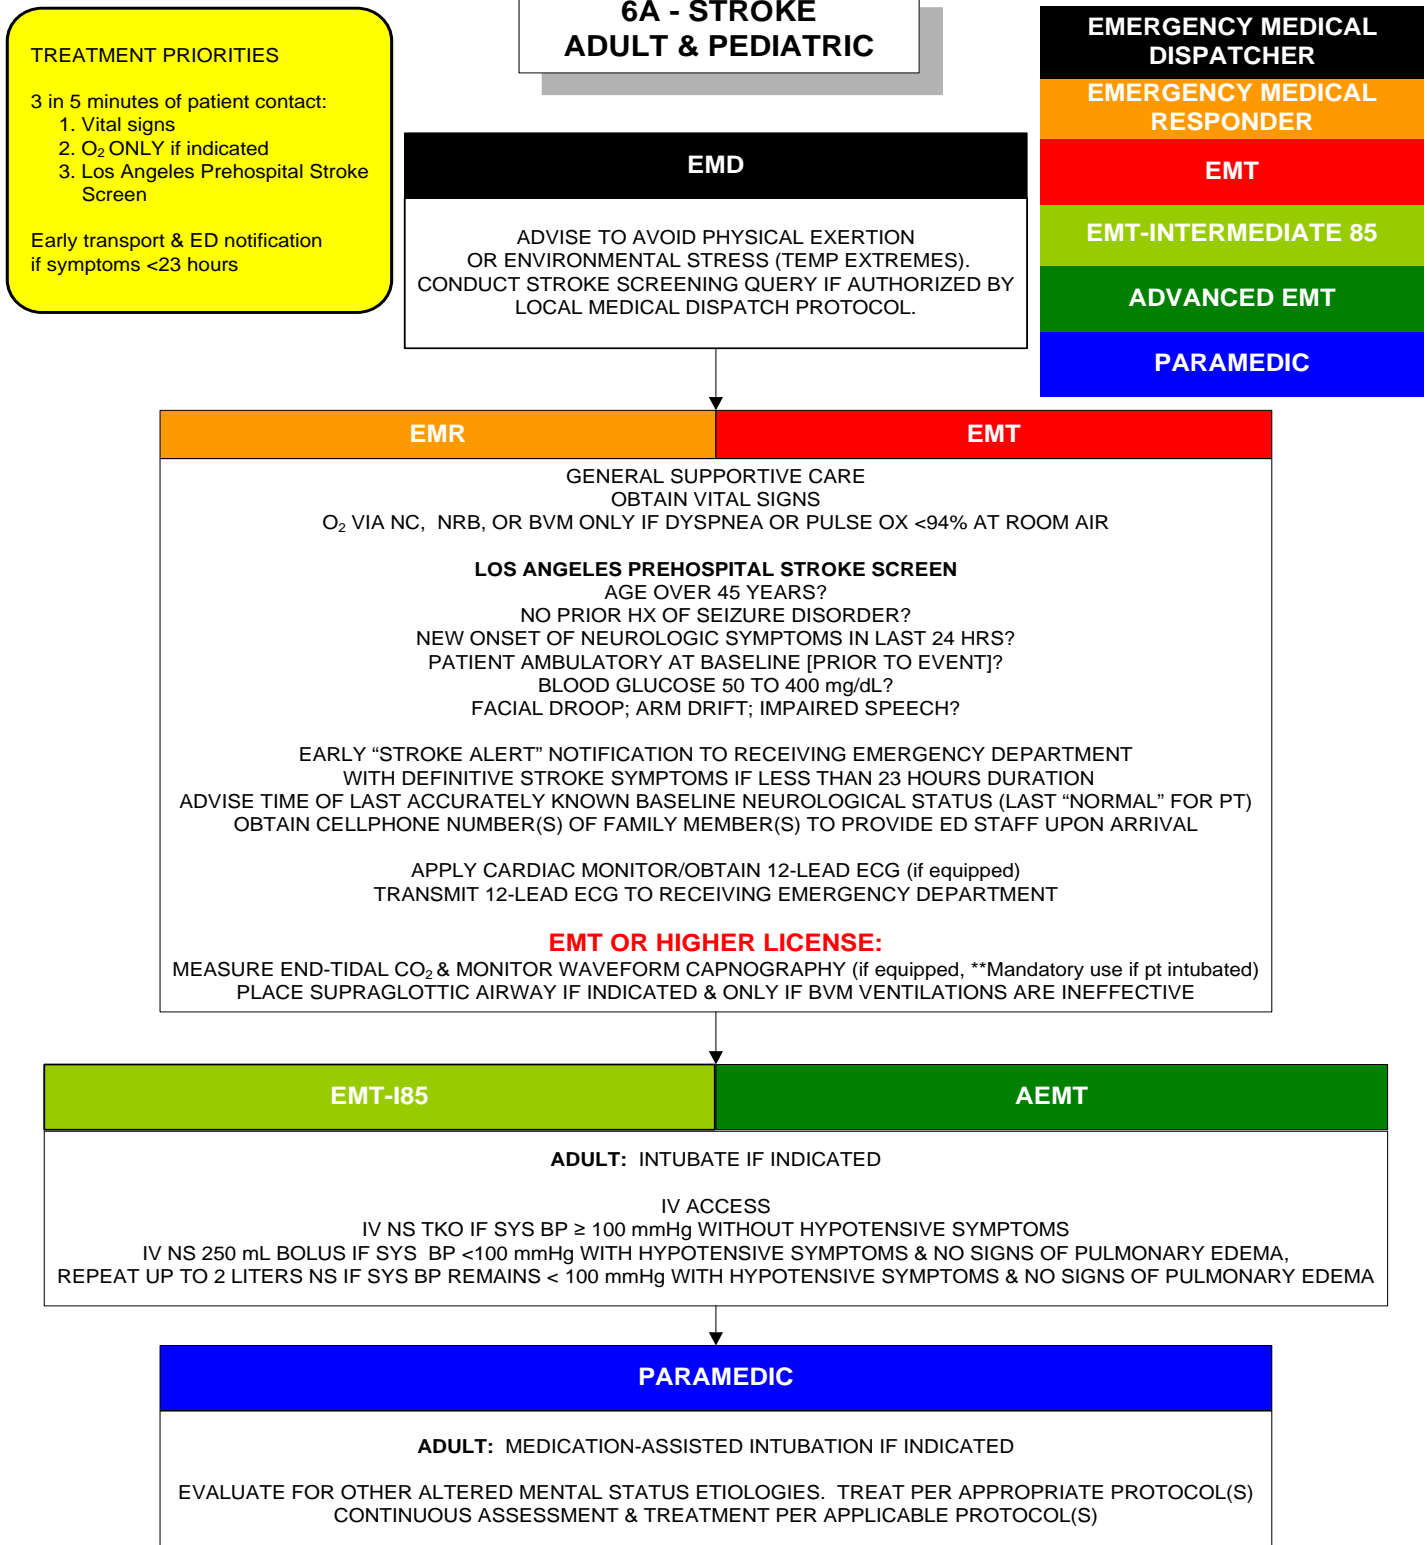 6A - STROKE
ADULT & PEDIATRIC
TREATMENT PRIORITIES
3 in 5 minutes of patient contact:
1. Vital signs
2. O₂ ONLY if indicated
3. Los Angeles Prehospital Stroke
Screen
Early transport & ED notification
if symptoms <23 hours
EMERGENCY MEDICAL
DISPATCHER
EMERGENCY MEDICAL
RESPONDER
EMT
EMT-INTERMEDIATE 85
ADVANCED EMT
PARAMEDIC
EMD
ADVISE TO AVOID PHYSICAL EXERTION
OR ENVIRONMENTAL STRESS (TEMP EXTREMES).
CONDUCT STROKE SCREENING QUERY IF AUTHORIZED BY
LOCAL MEDICAL DISPATCH PROTOCOL.
EMR
EMT
GENERAL SUPPORTIVE CARE
OBTAIN VITAL SIGNS
O₂ VIA NC, NRB, OR BVM ONLY IF DYSPNEA OR PULSE OX <94% AT ROOM AIR
LOS ANGELES PREHOSPITAL STROKE SCREEN
AGE OVER 45 YEARS?
NO PRIOR HX OF SEIZURE DISORDER?
NEW ONSET OF NEUROLOGIC SYMPTOMS IN LAST 24 HRS?
PATIENT AMBULATORY AT BASELINE [PRIOR TO EVENT]?
BLOOD GLUCOSE 50 TO 400 mg/dL?
FACIAL DROOP; ARM DRIFT; IMPAIRED SPEECH?
EARLY “STROKE ALERT” NOTIFICATION TO RECEIVING EMERGENCY DEPARTMENT
WITH DEFINITIVE STROKE SYMPTOMS IF LESS THAN 23 HOURS DURATION
ADVISE TIME OF LAST ACCURATELY KNOWN BASELINE NEUROLOGICAL STATUS (LAST “NORMAL” FOR PT)
OBTAIN CELLPHONE NUMBER(S) OF FAMILY MEMBER(S) TO PROVIDE ED STAFF UPON ARRIVAL
APPLY CARDIAC MONITOR/OBTAIN 12-LEAD ECG (if equipped)
TRANSMIT 12-LEAD ECG TO RECEIVING EMERGENCY DEPARTMENT
EMT OR HIGHER LICENSE:
MEASURE END-TIDAL CO₂ & MONITOR WAVEFORM CAPNOGRAPHY (if equipped, **Mandatory use if pt intubated)
PLACE SUPRAGLOTTIC AIRWAY IF INDICATED & ONLY IF BVM VENTILATIONS ARE INEFFECTIVE
EMT-I85
AEMT
ADULT: INTUBATE IF INDICATED
IV ACCESS
IV NS TKO IF SYS BP ≥ 100 mmHg WITHOUT HYPOTENSIVE SYMPTOMS
IV NS 250 mL BOLUS IF SYS BP <100 mmHg WITH HYPOTENSIVE SYMPTOMS & NO SIGNS OF PULMONARY EDEMA,
REPEAT UP TO 2 LITERS NS IF SYS BP REMAINS < 100 mmHg WITH HYPOTENSIVE SYMPTOMS & NO SIGNS OF PULMONARY EDEMA
PARAMEDIC
ADULT: MEDICATION-ASSISTED INTUBATION IF INDICATED
EVALUATE FOR OTHER ALTERED MENTAL STATUS ETIOLOGIES. TREAT PER APPROPRIATE PROTOCOL(S)
CONTINUOUS ASSESSMENT & TREATMENT PER APPLICABLE PROTOCOL(S)